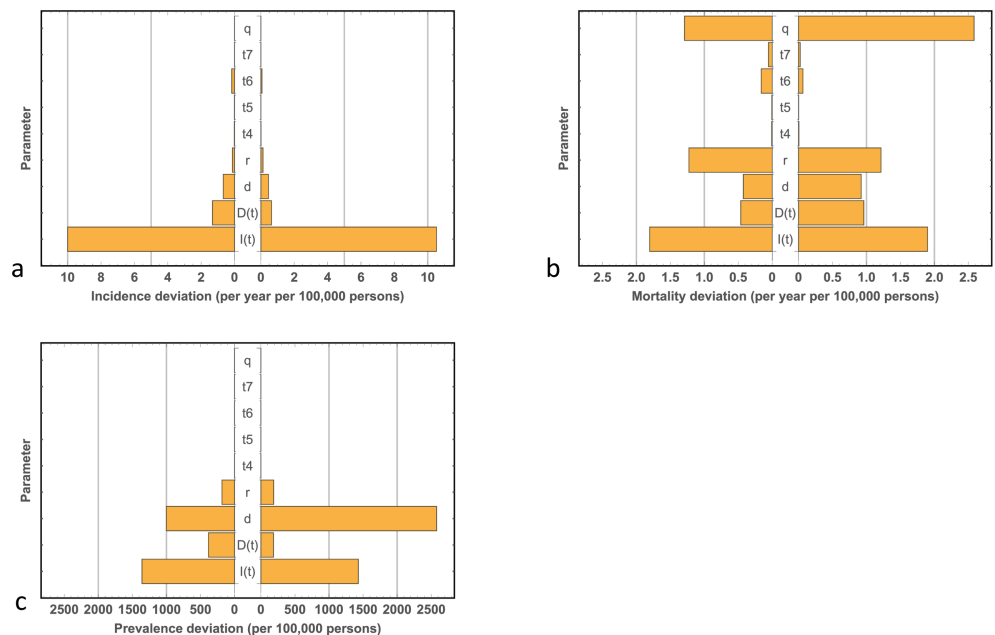 Parameter
q
t7
t6
t5
t4
r
d
D(t)
I(t)
10 8 6 4 2 0 0 2 4 6 8 10
Incidence deviation (per year per 100,000 persons)
a
Parameter
q
t7
t6
t5
t4
r
d
D(t)
I(t)
2.5 2.0 1.5 1.0 0.5 0 0 0.5 1.0 1.5 2.0 2.5
Mortality deviation (per year per 100,000 persons)
b
Parameter
q
t7
t6
t5
t4
r
d
D(t)
I(t)
2500 2000 1500 1000 500 0 0 500 1000 1500 2000 2500
Prevalence deviation (per 100,000 persons)
c